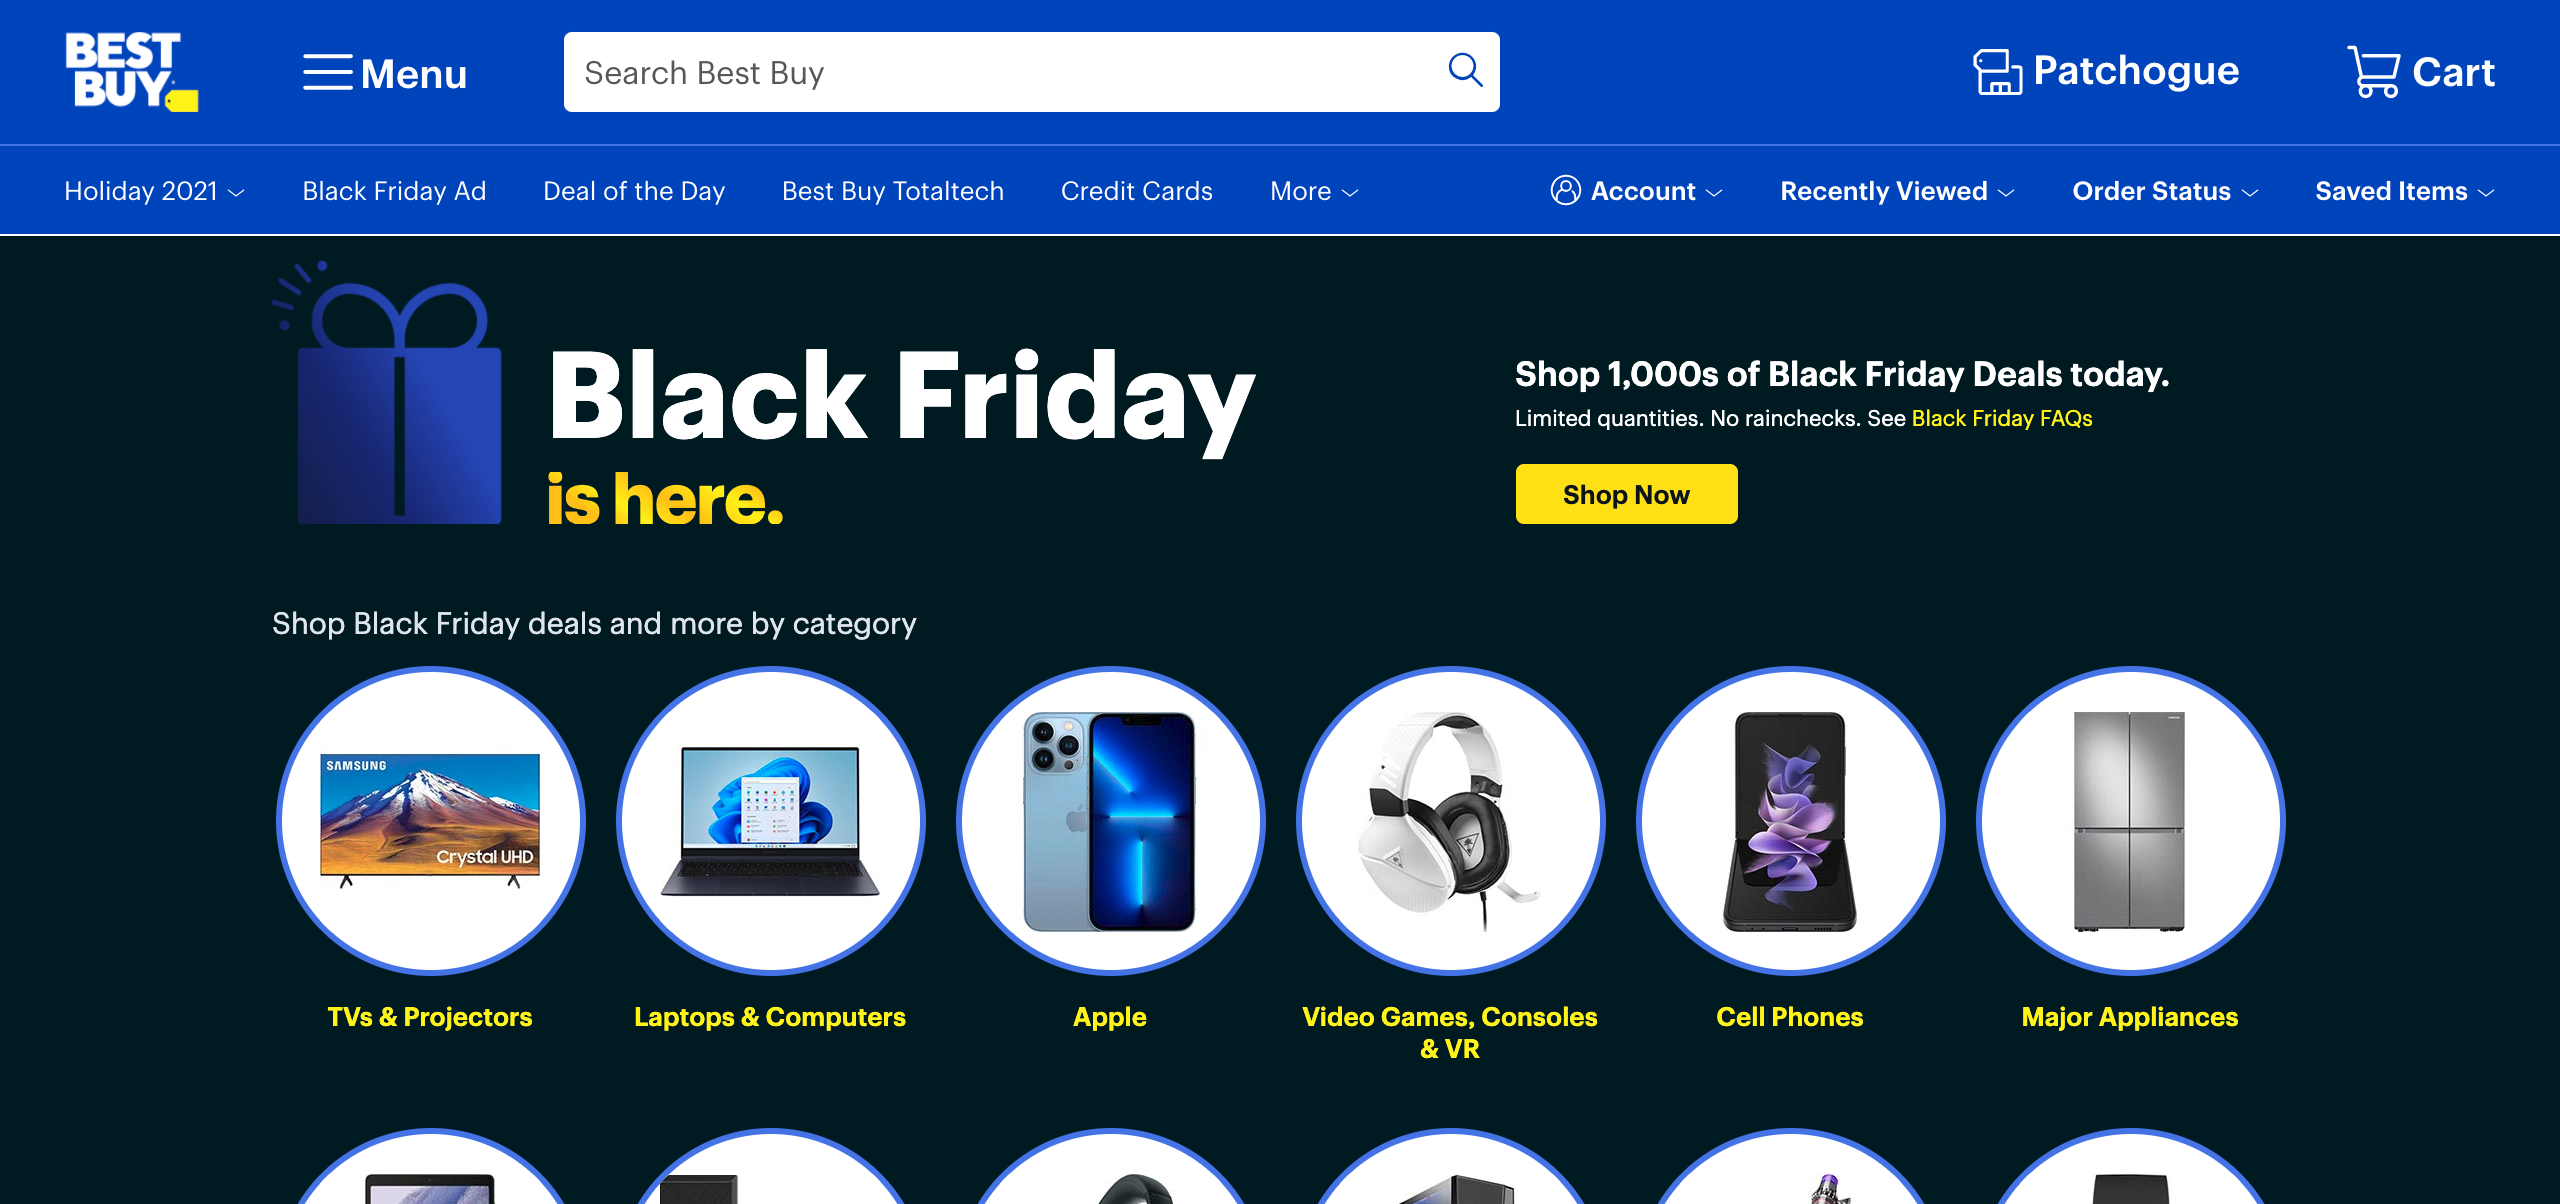 BEST
BUY
Menu
Search Best Buy
Patchogue
Cart
Holiday 2021
Black Friday Ad
Deal of the Day
Best Buy Totaltech
Credit Cards
More
Account
Recently Viewed
Order Status
Saved Items
Black Friday
is here.
Shop 1,000s of Black Friday Deals today.
Limited quantities. No rainchecks. See Black Friday FAQs
Shop Now
Shop Black Friday deals and more by category
SAMSUNG
Crystal UHD
TVs & Projectors
Laptops & Computers
Apple
Video Games, Consoles
& VR
Cell Phones
Major Appliances